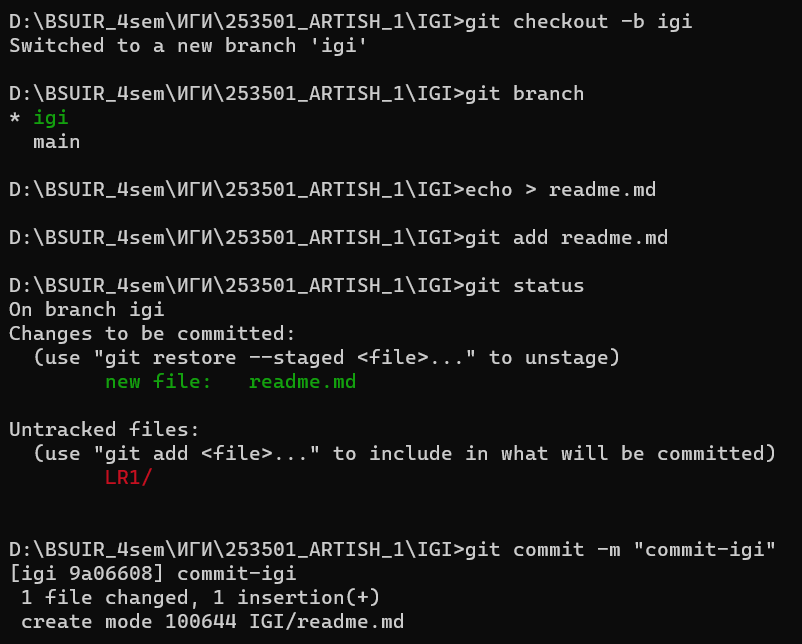 D:\BSUIR_4sem\ИГИ\253501_ARTISH_1\IGI>git checkout -b igi
Switched to a new branch 'igi'

D:\BSUIR_4sem\ИГИ\253501_ARTISH_1\IGI>git branch
* igi
  main

D:\BSUIR_4sem\ИГИ\253501_ARTISH_1\IGI>echo > readme.md

D:\BSUIR_4sem\ИГИ\253501_ARTISH_1\IGI>git add readme.md

D:\BSUIR_4sem\ИГИ\253501_ARTISH_1\IGI>git status
On branch igi
Changes to be committed:
  (use "git restore --staged <file>..." to unstage)
        new file:   readme.md

Untracked files:
  (use "git add <file>..." to include in what will be committed)
        LR1/


D:\BSUIR_4sem\ИГИ\253501_ARTISH_1\IGI>git commit -m "commit-igi"
[igi 9a06608] commit-igi
 1 file changed, 1 insertion(+)
 create mode 100644 IGI/readme.md